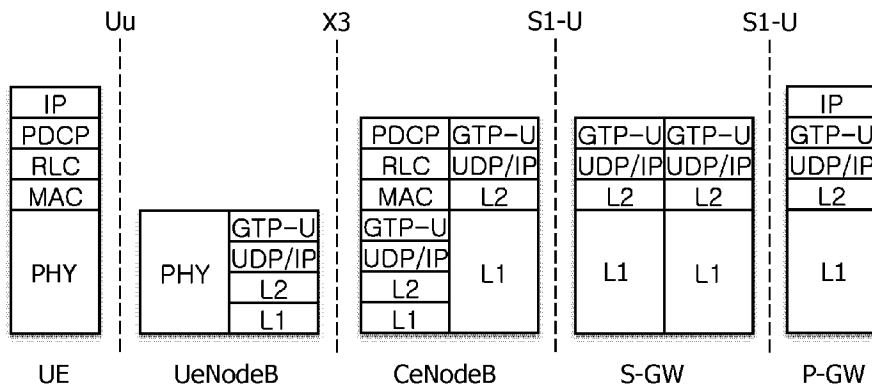 Uu X3 S1-U S1-U
IP IP
PDCP PDCP GTP-U GTP-U GTP-U GTP-U
RLC RLC UDP/IP UDP/IP UDP/IP UDP/IP
MAC MAC L2 L2 L2 L2
GTP-U GTP-U
UDP/IP UDP/IP
PHY PHY L1 L1 L1 L1
L2 L2
L1 L1
UE UeNodeB CeNodeB S-GW P-GW